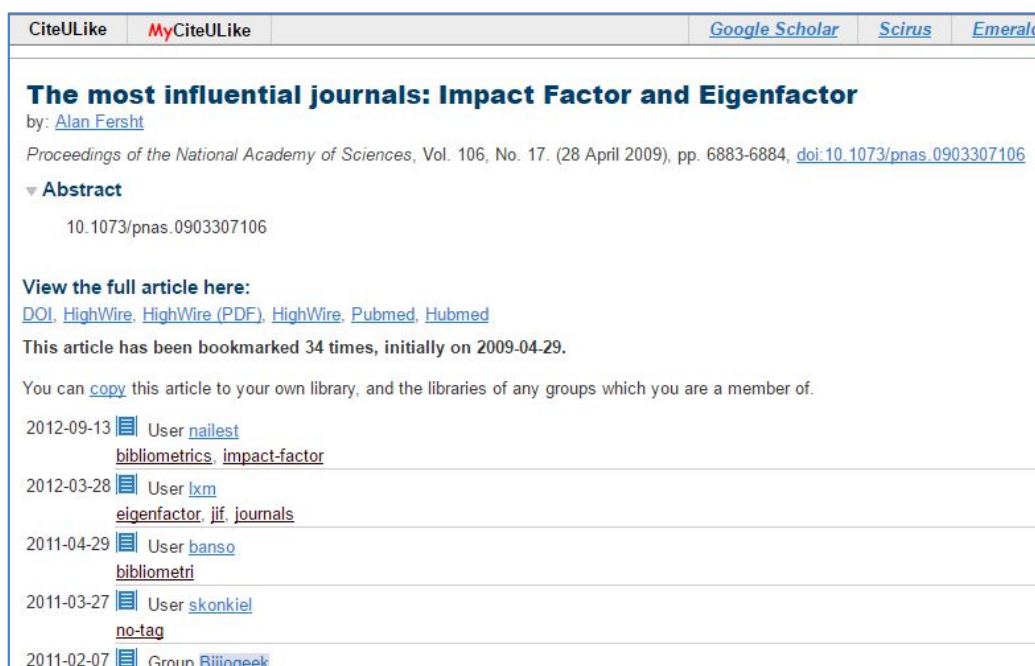 CiteULike MyCiteULike Google Scholar Scirus Emerald
The most influential journals: Impact Factor and Eigenfactor
by: Alan Fersht
Proceedings of the National Academy of Sciences, Vol. 106, No. 17. (28 April 2009), pp. 6883-6884, doi:10.1073/pnas.0903307106
Abstract
10.1073/pnas.0903307106
View the full article here:
DOI, HighWire, HighWire (PDF), HighWire, Pubmed, Hubmed
This article has been bookmarked 34 times, initially on 2009-04-29.
You can copy this article to your own library, and the libraries of any groups which you are a member of.
2012-09-13 User nailest
bibliometrics, impact-factor
2012-03-28 User lxm
eigenfactor, jif, journals
2011-04-29 User banso
bibliometri
2011-03-27 User skonkiel
no-tag
2011-02-07 Group